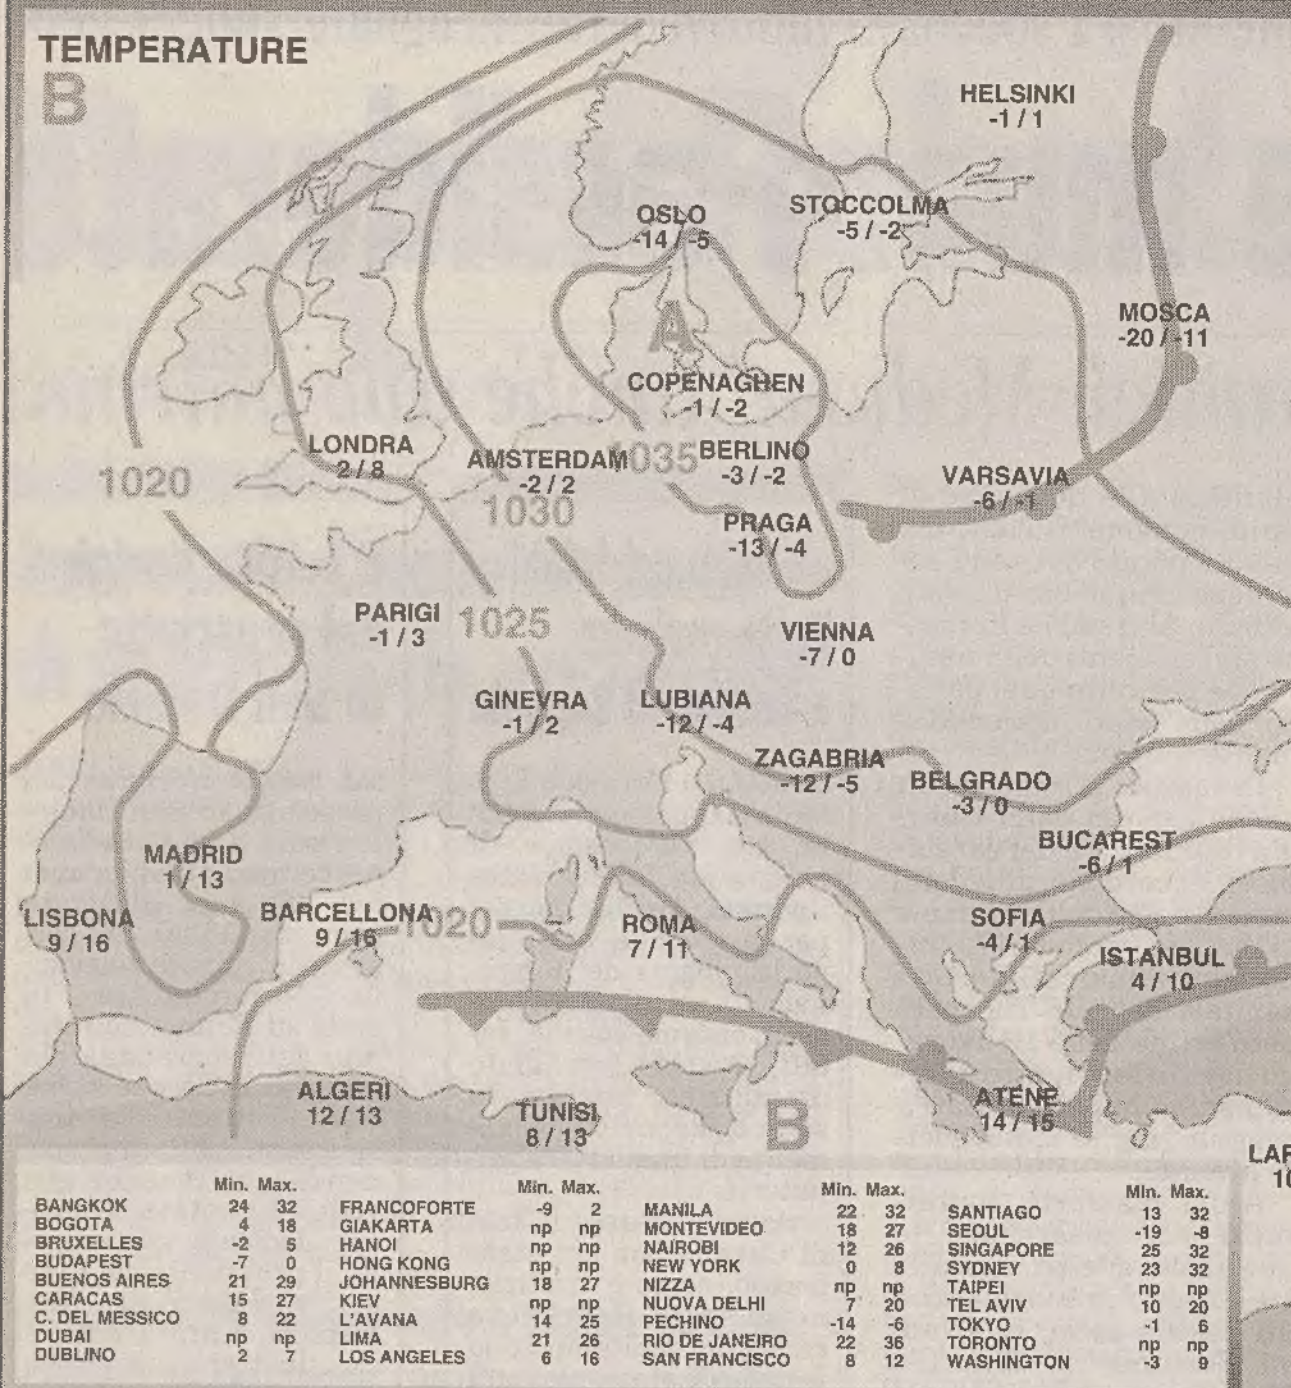 TEMPERATURE
B
HELSINKI
-1 / 1
OSLO
-14 / -5
STOCCOLMA
-5 / -2
MOSCA
-20 / -11
A
COPENAGHEN
-1 / -2
LONDRA
2 / 8
AMSTERDAM
-2 / 2
1035
BERLINO
-3 / -2
VARSAVIA
-6 / -1
1020
1030
PRAGA
-13 / -4
PARIGI
-1 / 3
1025
VIENNA
-7 / 0
GINEVRA
-1 / 2
LUBIANA
-12 / -4
ZAGABRIA
-12 / -5
BELGRADO
-3 / 0
BUCAREST
-6 / 1
MADRID
1 / 13
LISBONA
9 / 16
BARCELLONA
9 / 16
1020
ROMA
7 / 11
SOFIA
-4 / 1
ISTANBUL
4 / 10
ALGERI
12 / 13
TUNISI
8 / 13
B
ATENE
14 / 15
Min. Max.
BANGKOK 24 32
BOGOTA 4 18
BRUXELLES -2 5
BUDAPEST -7 0
BUENOS AIRES 21 29
CARACAS 15 27
C. DEL MESSICO 8 22
DUBAI np np
DUBLINO 2 7
Min. Max.
FRANCOFORTE -9 2
GIAKARTA np np
HANOI np np
HONG KONG np np
JOHANNESBURG 18 27
KIEV np np
L'AVANA 14 25
LIMA 21 26
LOS ANGELES 6 16
Min. Max.
MANILA 22 32
MONTEVIDEO 18 27
NAIROBI 12 26
NEW YORK 0 8
NIZZA np np
NUOVA DELHI 7 20
PECHINO -14 -6
RIO DE JANEIRO 22 36
SAN FRANCISCO 8 12
Min. Max.
SANTIAGO 13 32
SEOUL -19 -8
SINGAPORE 25 32
SYDNEY 23 32
TAIPEI np np
TEL AVIV 10 20
TOKYO -1 6
TORONTO np np
WASHINGTON -3 9